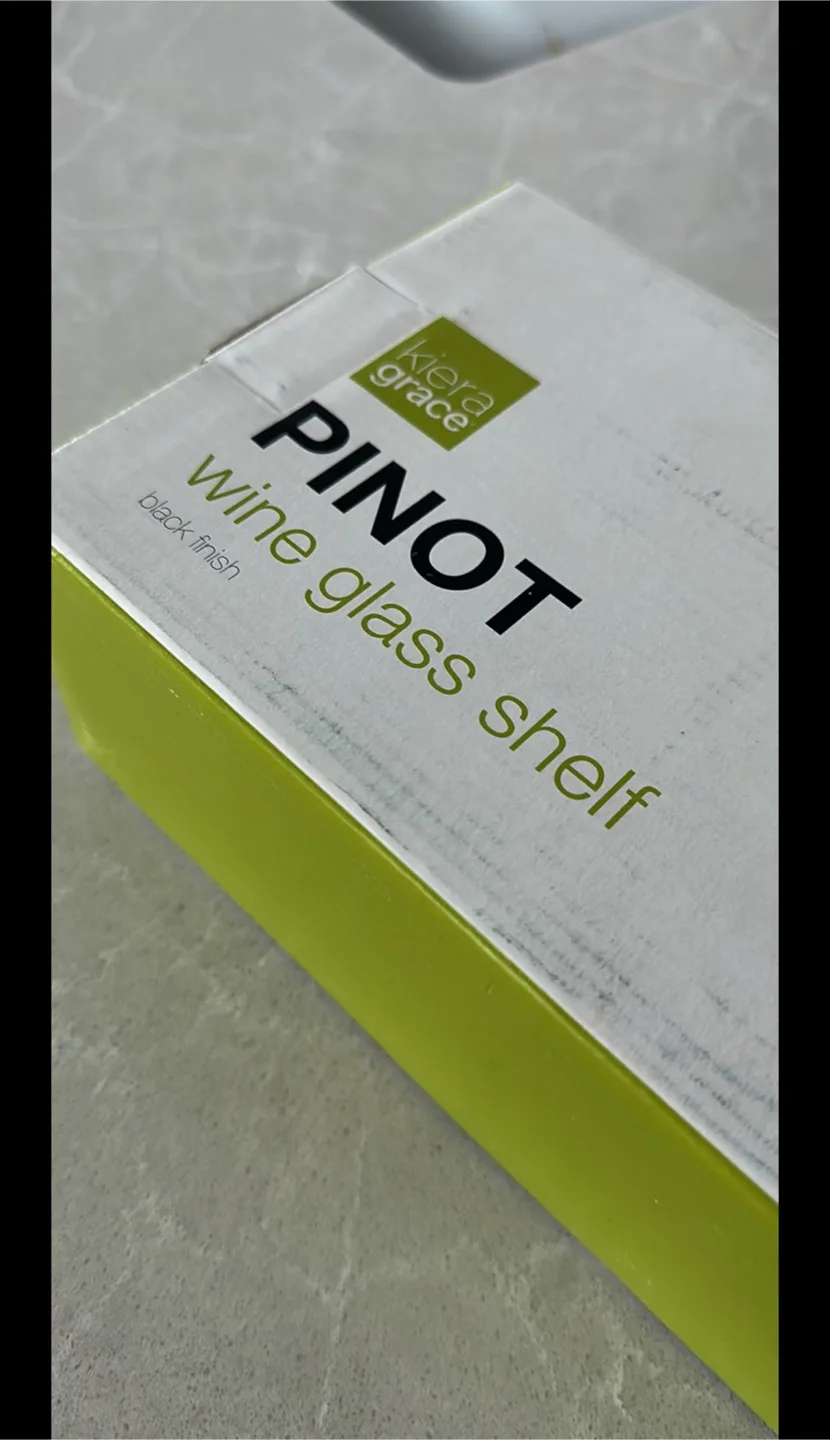 kiera
grace
PINOT
wine glass shelf
black finish